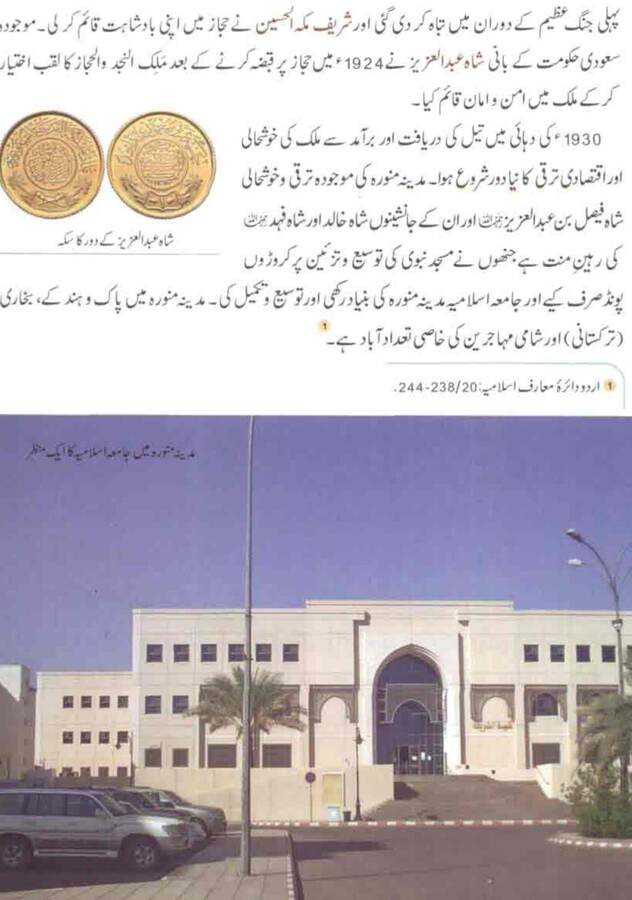 پہلی جنگ عظیم کے دوران میں تباہ کر دی گئی اور شریف مکہ الحسین نے حجاز میں اپنی بادشاہت قائم کر لی۔ موجودہ
سعودی حکومت کے بانی شاہ عبدالعزیز نے 1924ء میں حجاز پر قبضہ کرنے کے بعد ملک النجد والحجاز کا لقب اختیار
کر کے ملک میں امن و امان قائم کیا۔
1930ء کی دہائی میں تیل کی دریافت اور برآمد سے ملک کی خوشحالی
اور اقتصادی ترقی کا نیا دور شروع ہوا۔ مدینہ منورہ کی موجودہ ترقی و خوشحالی
شاہ فیصل بن عبدالعزیز رحمہ اللہ اور ان کے جانشینوں شاہ خالد اور شاہ فہد رحمہ اللہ
کی رہین منت ہے جنھوں نے مسجد نبوی کی توسیع و تزئین پر کروڑوں
پونڈ صرف کیے اور جامعہ اسلامیہ مدینہ منورہ کی بنیاد رکھی اور توسیع و تکمیل کی۔ مدینہ منورہ میں پاک و ہند کے، بخاری
(ترکستانی) اور شامی مہاجرین کی خاصی تعداد آباد ہے۔ 1
شاہ عبدالعزیز کے دور کا سکہ
1 اردو دائرۂ معارف اسلامیہ: 20/238-244.
مدینہ منورہ میں جامعہ اسلامیہ کا ایک منظر